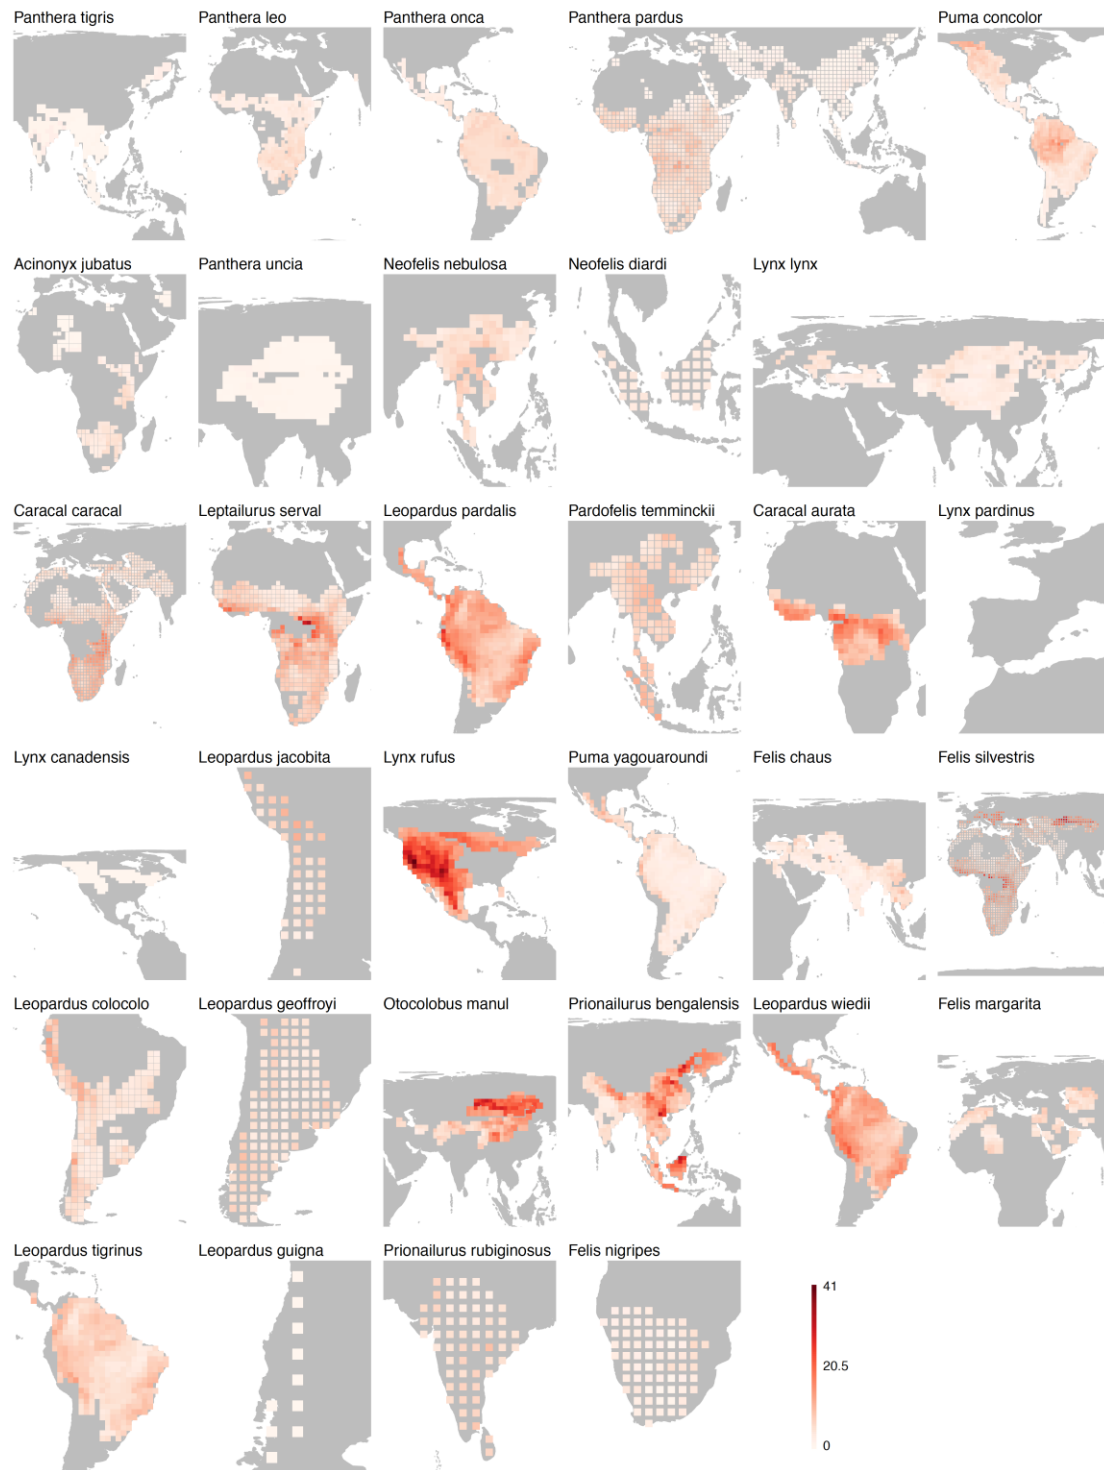 Panthera tigris
Panthera leo
Panthera onca
Panthera pardus
Puma concolor
Acinonyx jubatus
Panthera uncia
Neofelis nebulosa
Neofelis diardi
Lynx lynx
Caracal caracal
Leptailurus serval
Leopardus pardalis
Pardofelis temminckii
Caracal aurata
Lynx pardinus
Lynx canadensis
Leopardus jacobita
Lynx rufus
Puma yagouaroundi
Felis chaus
Felis silvestris
Leopardus colocolo
Leopardus geoffroyi
Otocolobus manul
Prionailurus bengalensis
Leopardus wiedii
Felis margarita
Leopardus tigrinus
Leopardus guigna
Prionailurus rubiginosus
Felis nigripes
41
20.5
0